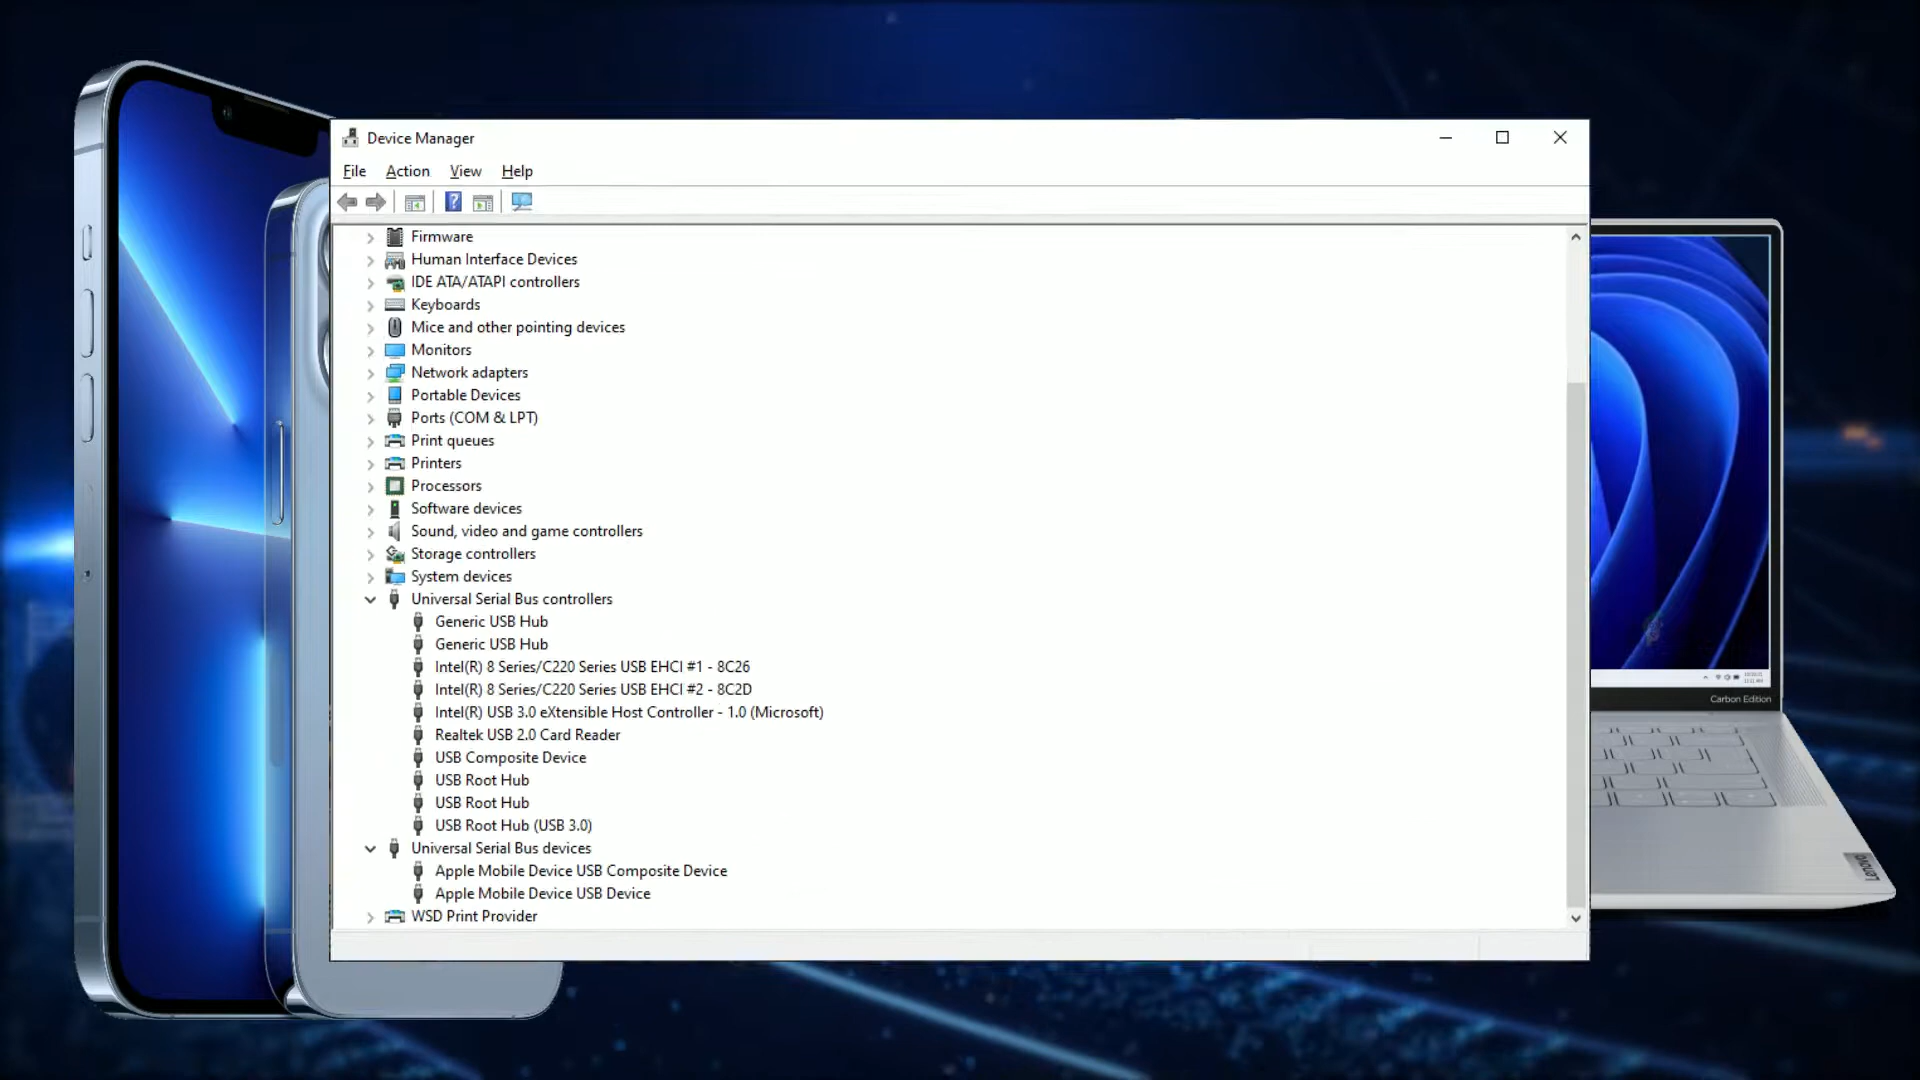 Device Manager
File Action View Help
Firmware
Human Interface Devices
IDE ATA/ATAPI controllers
Keyboards
Mice and other pointing devices
Monitors
Network adapters
Portable Devices
Ports (COM & LPT)
Print queues
Printers
Processors
Software devices
Sound, video and game controllers
Storage controllers
System devices
Universal Serial Bus controllers
Generic USB Hub
Generic USB Hub
Intel(R) 8 Series/C220 Series USB EHCI #1 - 8C26
Intel(R) 8 Series/C220 Series USB EHCI #2 - 8C2D
Intel(R) USB 3.0 eXtensible Host Controller - 1.0 (Microsoft)
Realtek USB 2.0 Card Reader
USB Composite Device
USB Root Hub
USB Root Hub
USB Root Hub (USB 3.0)
Universal Serial Bus devices
Apple Mobile Device USB Composite Device
Apple Mobile Device USB Device
WSD Print Provider
Carbon Edition
Lenovo